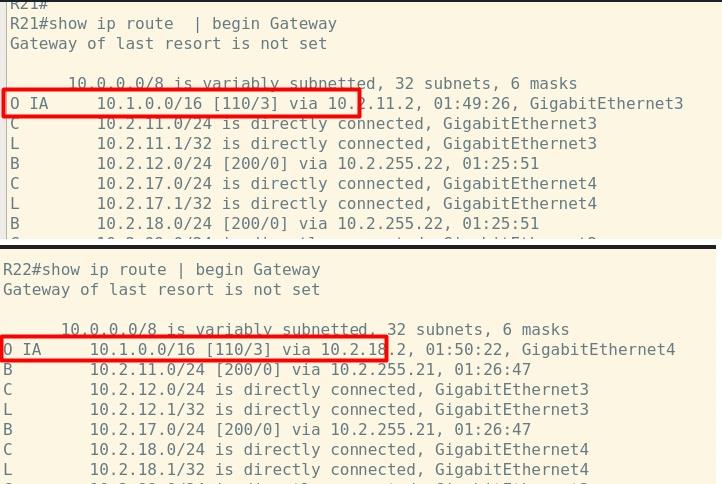 R21#
R21#show ip route  | begin Gateway
Gateway of last resort is not set
10.0.0.0/8 is variably subnetted, 32 subnets, 6 masks
O IA     10.1.0.0/16 [110/3] via 10.2.11.2, 01:49:26, GigabitEthernet3
C        10.2.11.0/24 is directly connected, GigabitEthernet3
L        10.2.11.1/32 is directly connected, GigabitEthernet3
B        10.2.12.0/24 [200/0] via 10.2.255.22, 01:25:51
C        10.2.17.0/24 is directly connected, GigabitEthernet4
L        10.2.17.1/32 is directly connected, GigabitEthernet4
B        10.2.18.0/24 [200/0] via 10.2.255.22, 01:25:51
R22#show ip route | begin Gateway
Gateway of last resort is not set
10.0.0.0/8 is variably subnetted, 32 subnets, 6 masks
O IA     10.1.0.0/16 [110/3] via 10.2.18.2, 01:50:22, GigabitEthernet4
B        10.2.11.0/24 [200/0] via 10.2.255.21, 01:26:47
C        10.2.12.0/24 is directly connected, GigabitEthernet3
L        10.2.12.1/32 is directly connected, GigabitEthernet3
B        10.2.17.0/24 [200/0] via 10.2.255.21, 01:26:47
C        10.2.18.0/24 is directly connected, GigabitEthernet4
L        10.2.18.1/32 is directly connected, GigabitEthernet4